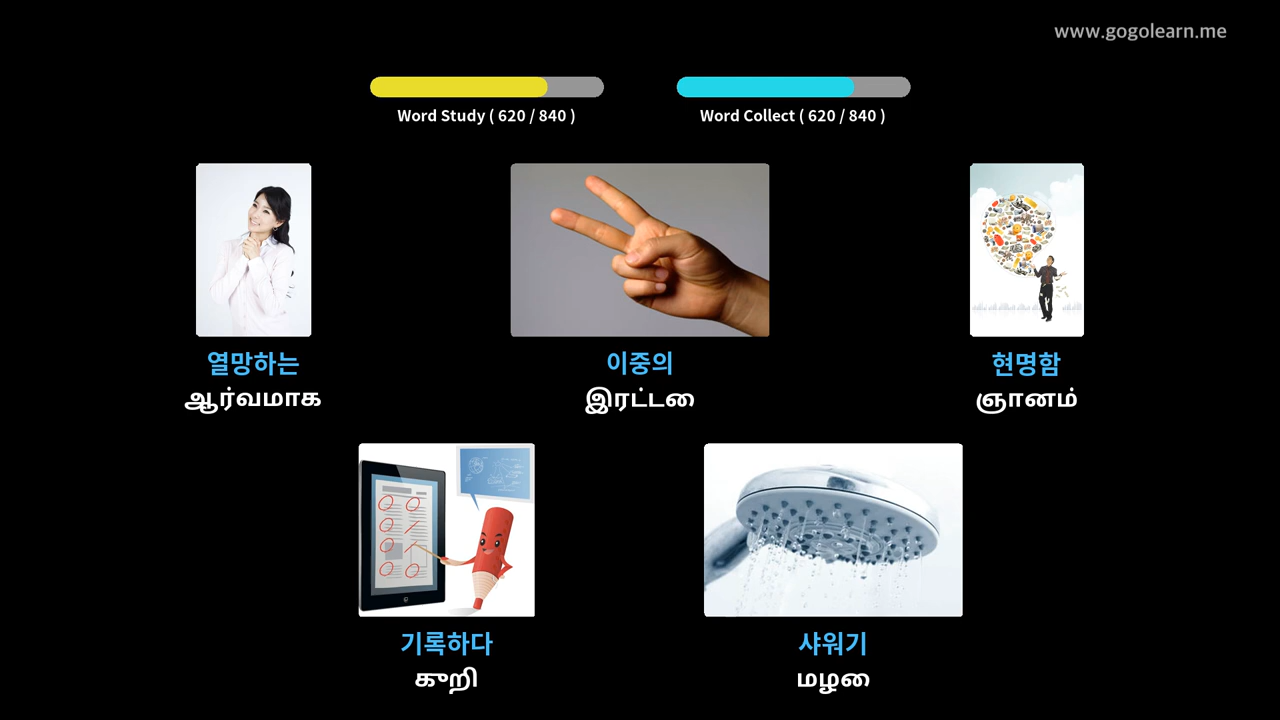 www.gogolearn.me
Word Study ( 620 / 840 )
Word Collect ( 620 / 840 )
열망하는
ஆர்வமாக
이중의
இரட்டை
현명함
ஞானம்
기록하다
குறி
샤워기
மழை